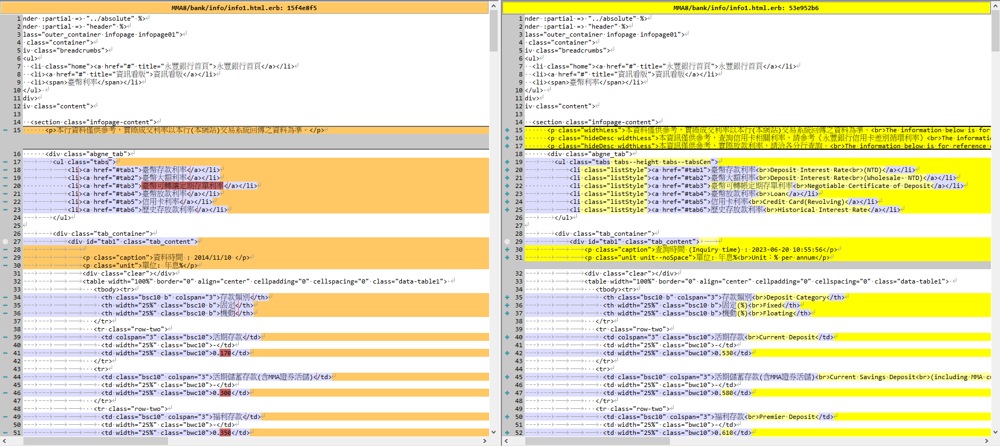 MMA8/bank/info/info1.html.erb: 15f4e8f5
1 nder :partial => "../absolute" %>
2 nder :partial => "header" %>
3 lass="outer_container infopage infopage01">
4 class="container">
5 iv class="breadcrumbs">
6 <ul>
7 <li class="home"><a href="#" title="永豐銀行首頁">永豐銀行首頁</a></li>
8 <li><a href="#" title="資訊看版">資訊看版</a></li>
9 <li><span>臺幣利率</span></li>
10 </ul>
11 div>
12 iv class="content">
13
14 <section class="infopage-content">
15 <p>本行資料僅供參考，實際成交利率以本行(本網站)交易系統回傳之資料為準。</p>
16 <div class="abgne_tab">
17 <ul class="tabs">
18 <li><a href="#tab1">臺幣存款利率</a></li>
19 <li><a href="#tab2">臺幣大額利率</a></li>
20 <li><a href="#tab3">臺幣可轉讓定期存單利率</a></li>
21 <li><a href="#tab4">臺幣放款利率</a></li>
22 <li><a href="#tab5">信用卡利率</a></li>
23 <li><a href="#tab6">歷史存放款利率</a></li>
24 </ul>
25
26 <div class="tab_container">
27 <div id="tab1" class="tab_content">
28
29 <p class="caption">資料時間 : 2014/11/10 </p>
30 <p class="unit">單位: 年息%</p>
31 <div class="clear"></div>
32 <table width="100%" border="0" align="center" cellpadding="0" cellspacing="0" class="data-table1">
33 <tbody><tr>
34 <th class="bsc10 b" colspan="3">存款類別</th>
35 <th width="25%" class="bsc10 b">固定</th>
36 <th width="25%" class="bsc10 b">機動</th>
37 </tr>
38 <tr class="row-two">
39 <td colspan="3" class="bsc10">活期存款</td>
40 <td width="25%" class="bwc10">-</td>
41 <td width="25%" class="bwc10">0.170</td>
42 </tr>
43 <tr>
44 <td class="bsc10" colspan="3">活期儲蓄存款(含MMA證券活儲)</td>
45 <td width="25%" class="bwc10">-</td>
46 <td width="25%" class="bwc10">0.300</td>
47 </tr>
48 <tr class="row-two">
49 <td class="bsc10" colspan="3">福利存款</td>
50 <td width="25%" class="bwc10">-</td>
51 <td width="25%" class="bwc10">0.350</td>
MMA8/bank/info/info1.html.erb: 53e952b6
1 nder :partial => "../absolute" %>
2 nder :partial => "header" %>
3 lass="outer_container infopage infopage01">
4 class="container">
5 iv class="breadcrumbs">
6 <ul>
7 <li class="home"><a href="#" title="永豐銀行首頁">永豐銀行首頁</a></li>
8 <li><a href="#" title="資訊看版">資訊看版</a></li>
9 <li><span>臺幣利率</span></li>
10 </ul>
11 div>
12 iv class="content">
13
14 <section class="infopage-content">
15 <p class="widthLess">本資料僅供參考，實際成交利率以本行(本網站)交易系統回傳之資料為準。<br>The information below is for
16 <p class="hideDesc widthLess">本資訊僅供參考，查詢信用卡相關利率，請參考《永豐銀行信用卡差別循環利率》<br>The informa
17 <p class="hideDesc widthLess">本資訊僅供參考，實際放款利率，請洽各分行查詢。<br>The information below is for reference
18 <div class="abgne_tab">
19 <ul class="tabs tabs--height tabs--tabsCen">
20 <li class="listStyle"><a href="#tab1">臺幣存款利率<br>Deposit Interest Rate<br>(NTD)</a></li>
21 <li class="listStyle"><a href="#tab2">臺幣大額利率<br>Deposit Interest Rate<br>(Wholesale- NTD)</a></li>
22 <li class="listStyle"><a href="#tab3">臺幣可轉帳定期存單利率<br>Negotiable Certificate of Deposit</a></li>
23 <li class="listStyle"><a href="#tab4">臺幣放款利率<br>Loan</a></li>
24 <li class="listStyle"><a href="#tab5">信用卡利率<br>Credit Card(Revolving)</a></li>
25 <li class="listStyle"><a href="#tab6">歷史存放款利率<br>Historical Interest Rate</a></li>
26 </ul>
27
28 <div class="tab_container">
29 <div id="tab1" class="tab_content">
30 <p class="caption">查詢時間 (Inquiry time) : 2023-06-20 10:55:56</p>
31 <p class="unit unit--noSpace">單位: 年息%<br>Unit：% per annum</p>
32 <div class="clear"></div>
33 <table width="100%" border="0" align="center" cellpadding="0" cellspacing="0" class="data-table1">
34 <tbody><tr>
35 <th class="bsc10 b" colspan="3">存款類別<br>Deposit Category</th>
36 <th width="25%" class="bsc10 b">固定(%)<br>Fixed</th>
37 <th width="25%" class="bsc10 b">機動(%)<br>Floating</th>
38 </tr>
39 <tr class="row-two">
40 <td colspan="3" class="bsc10">活期存款<br>Current Deposit</td>
41 <td width="25%" class="bwc10">-</td>
42 <td width="25%" class="bwc10">0.530</td>
43 </tr>
44 <tr>
45 <td class="bsc10" colspan="3">活期儲蓄存款(含MMA證券活儲)<br>Current Savings Deposit<br>(including MMA c
46 <td width="25%" class="bwc10">-</td>
47 <td width="25%" class="bwc10">0.580</td>
48 </tr>
49 <tr class="row-two">
50 <td class="bsc10" colspan="3">福利存款<br>Premier Deposit</td>
51 <td width="25%" class="bwc10">-</td>
52 <td width="25%" class="bwc10">0.610</td>